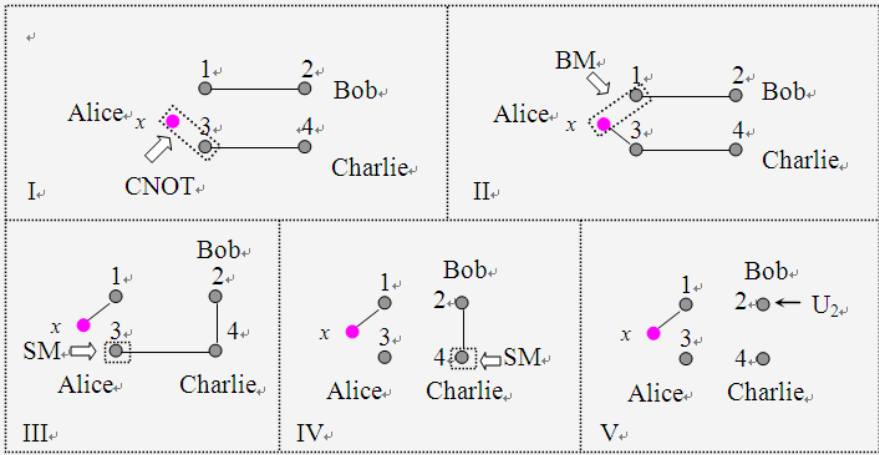 1 2
Bob
Alice x 3 4
Charlie
CNOT
I
BM
1 2
Bob
Alice
x 3 4
Charlie
II
Bob
1 2
x 3 4
SM
Alice Charlie
III
Bob
1 2
x 3 4 SM
Alice Charlie
IV
Bob
1 2 U₂
x 3 4
Alice Charlie
V